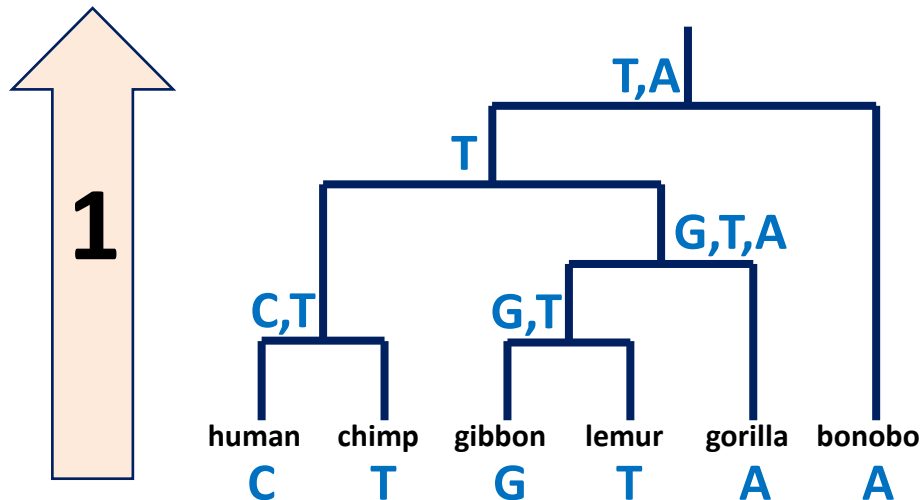 T,A
T
1
G,T,A
C,T
G,T
human chimp gibbon lemur gorilla bonobo
C T G T A A